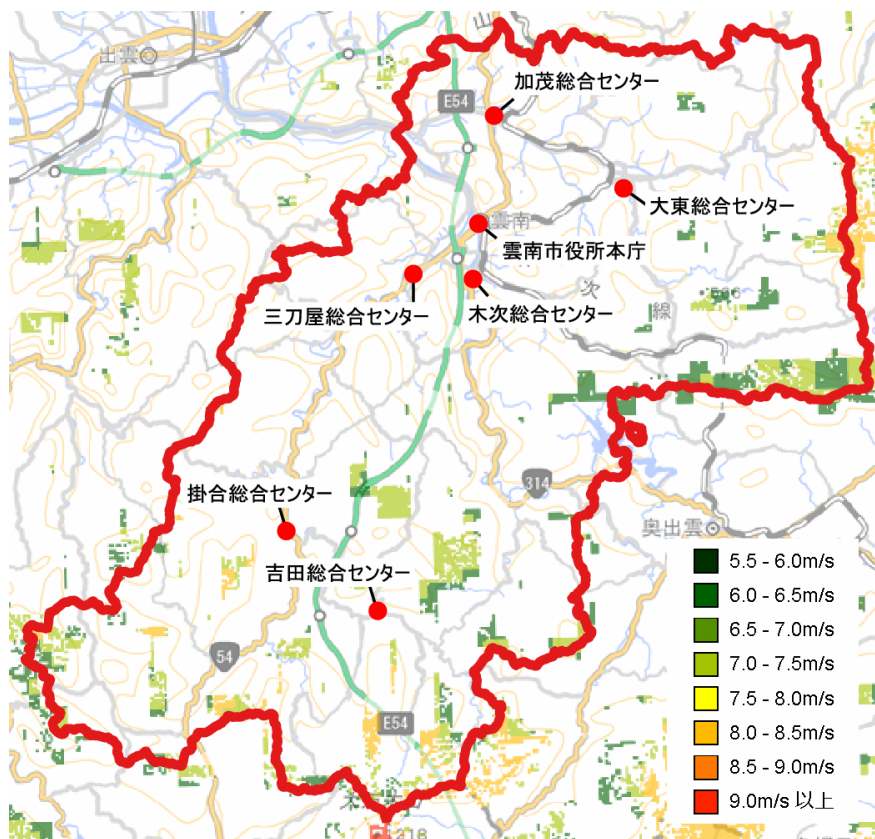 山
出雲◎
加茂総合センター
E54
大東総合センター
雲南
雲南市役所本庁
三刀屋総合センター
木次総合センター
次
線
314
掛合総合センター
奥出雲◎
吉田総合センター
54
E54
5.5 - 6.0m/s
6.0 - 6.5m/s
6.5 - 7.0m/s
7.0 - 7.5m/s
7.5 - 8.0m/s
8.0 - 8.5m/s
8.5 - 9.0m/s
9.0m/s 以上
218